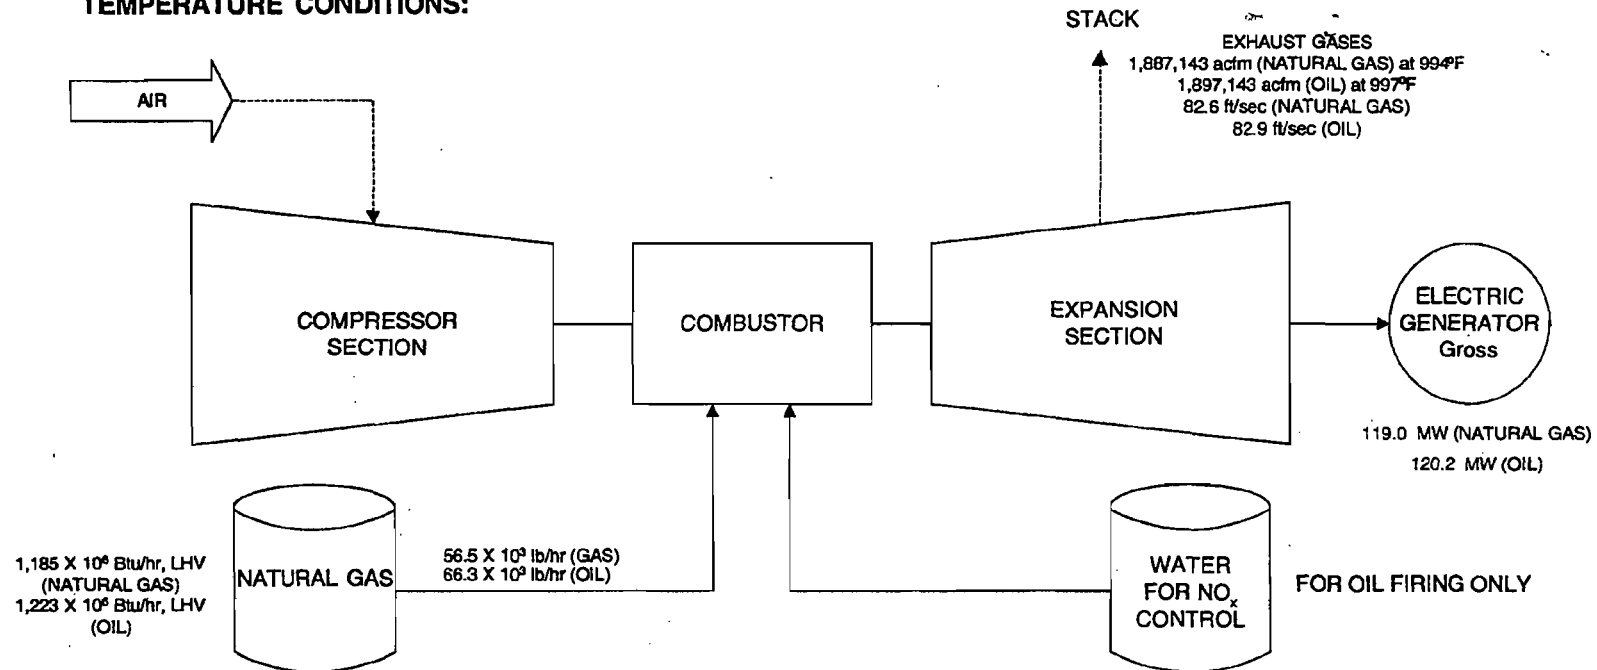 TEMPERATURE CONDITIONS:
STACK
EXHAUST GASES
1,887,143 acfm (NATURAL GAS) at 994ºF
1,897,143 acfm (OIL) at 997ºF
82.6 ft/sec (NATURAL GAS)
82.9 ft/sec (OIL)
AIR
COMPRESSOR
SECTION
COMBUSTOR
EXPANSION
SECTION
ELECTRIC
GENERATOR
Gross
119.0 MW (NATURAL GAS)
120.2 MW (OIL)
1,185 X 10⁶ Btu/hr, LHV
(NATURAL GAS)
1,223 X 10⁶ Btu/hr, LHV
(OIL)
NATURAL GAS
56.5 X 10³ lb/hr (GAS)
66.3 X 10³ lb/hr (OIL)
WATER
FOR NOₓ
CONTROL
FOR OIL FIRING ONLY